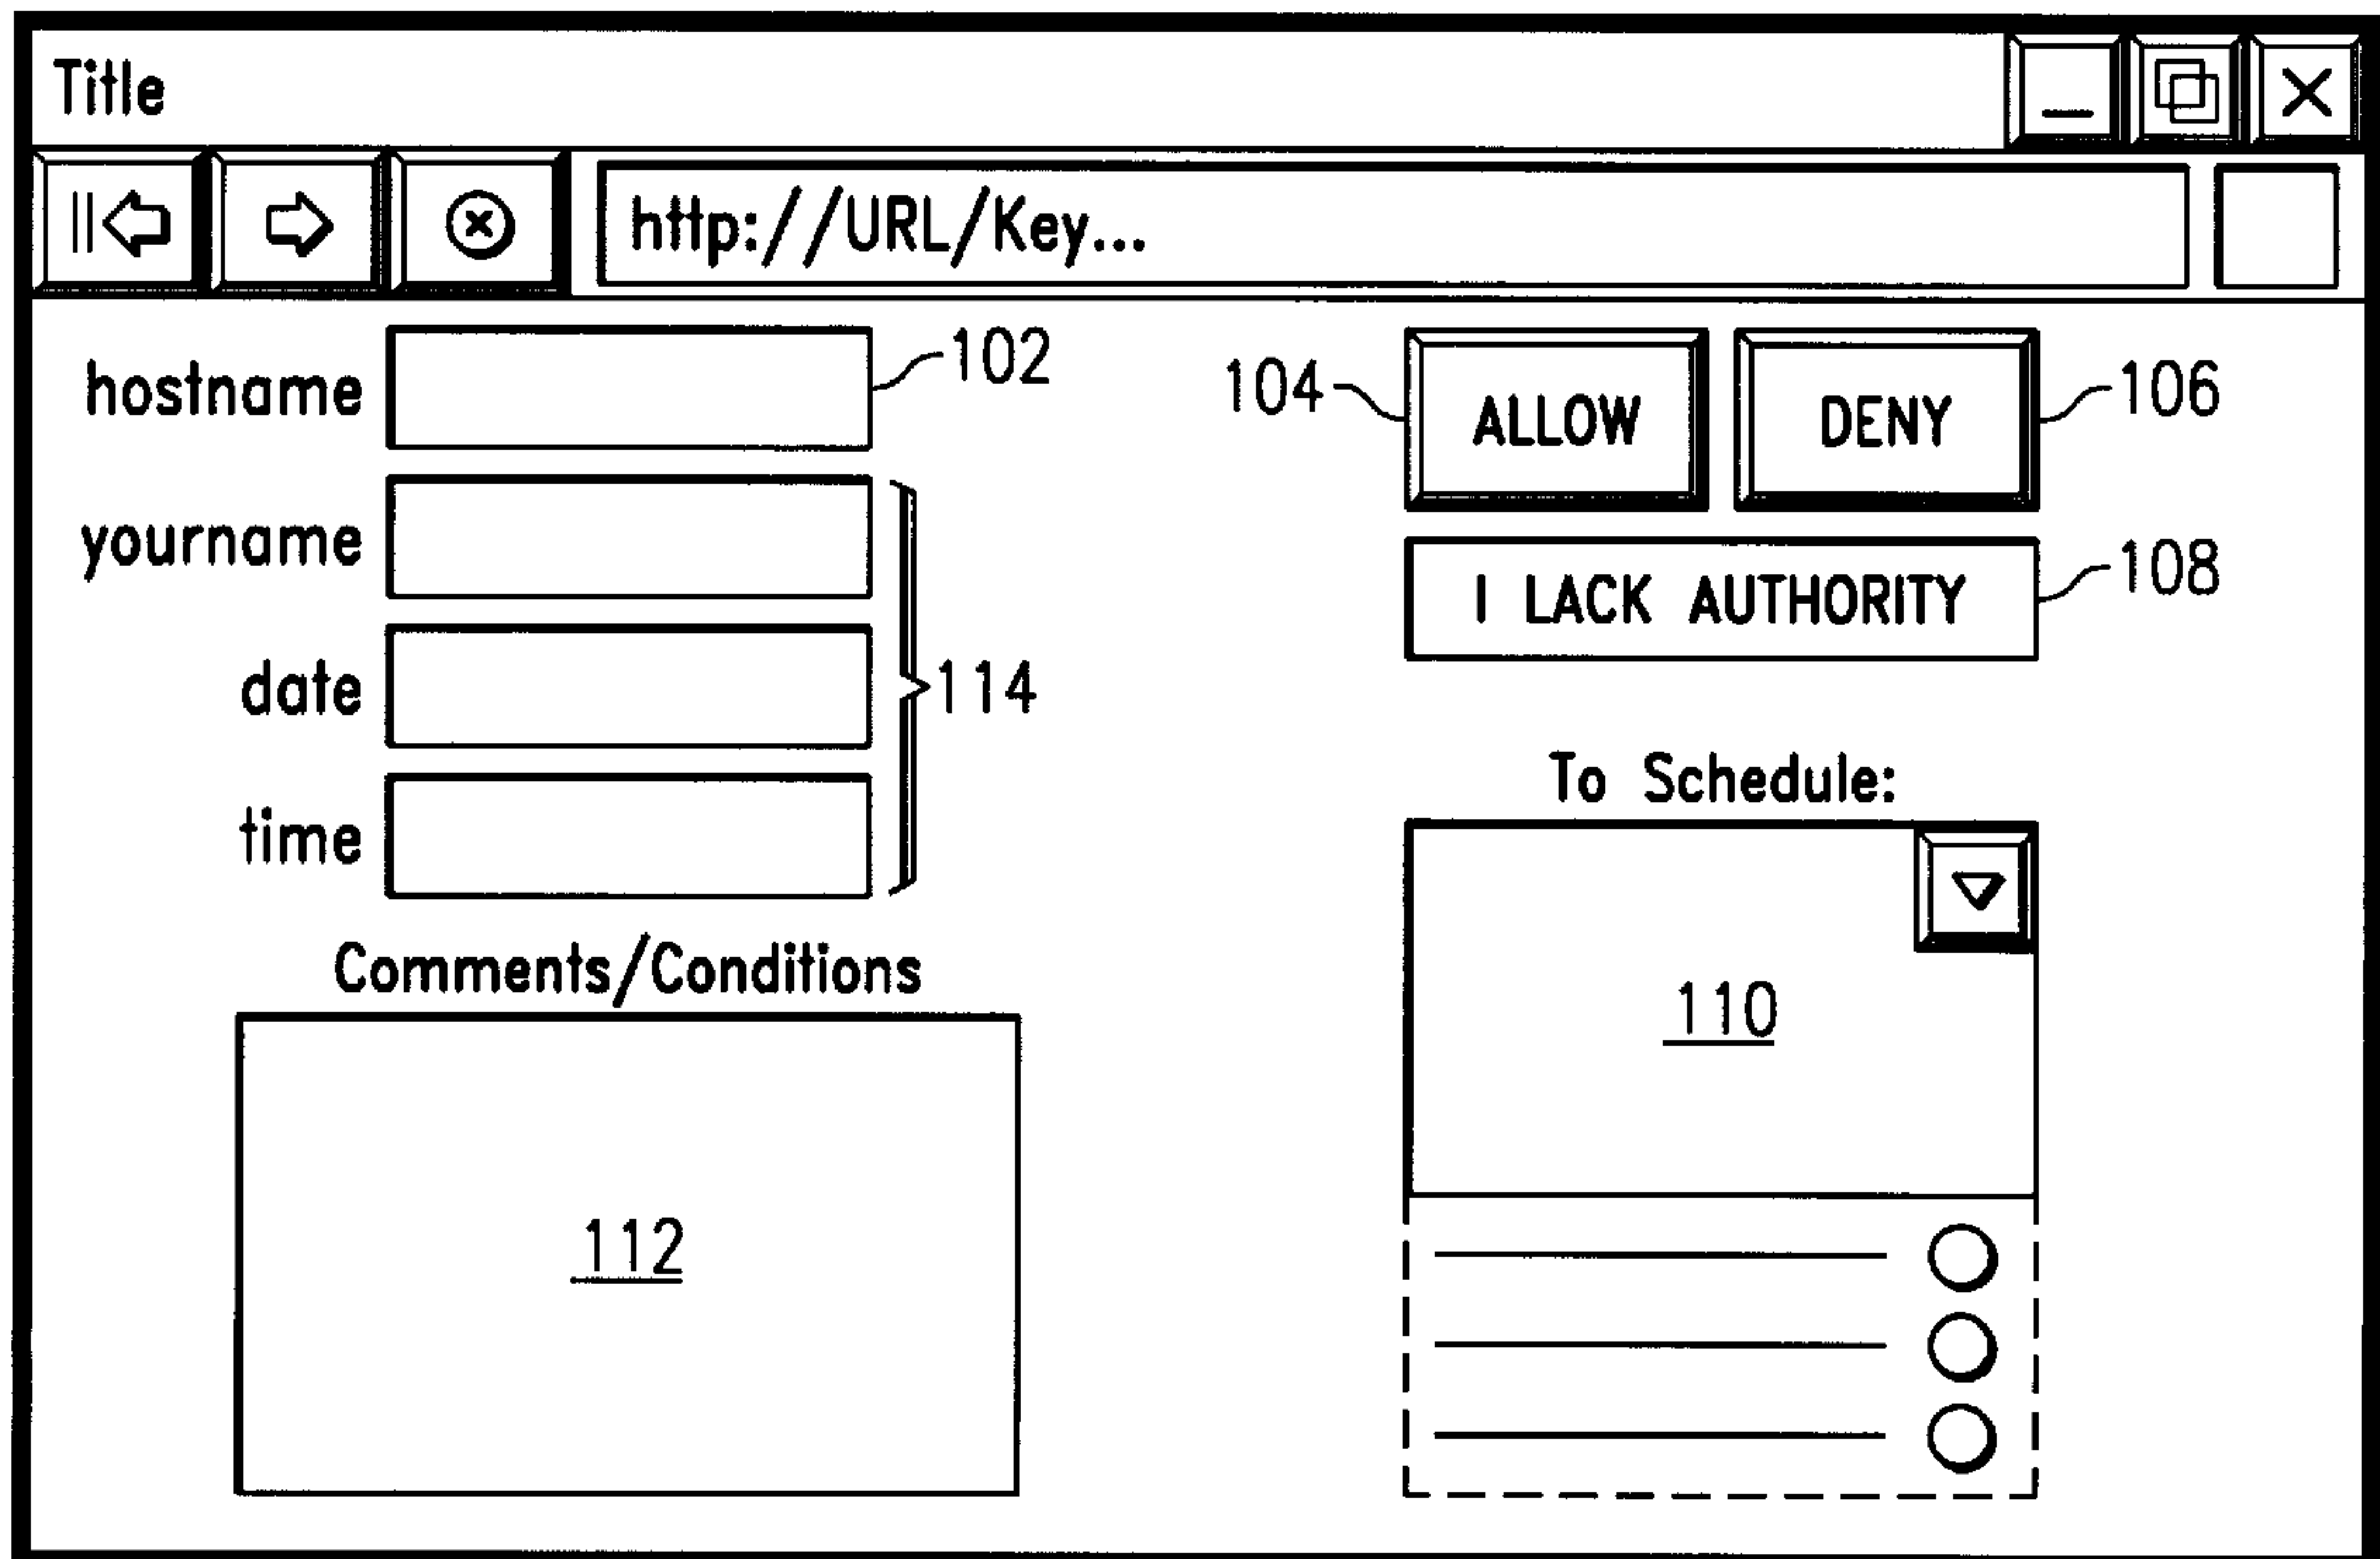 Title
http://URL/Key...
hostname
102
yourname
date
time
114
Comments/Conditions
112
104
ALLOW
DENY
106
I LACK AUTHORITY
108
To Schedule:
110